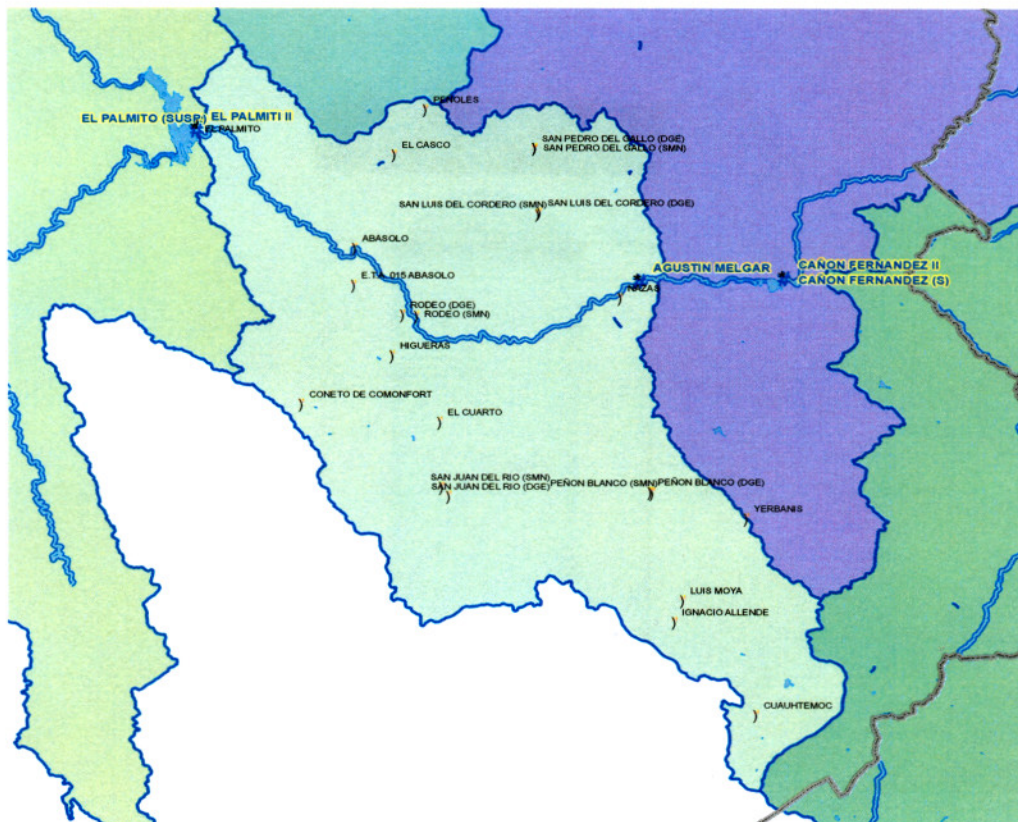 PEÑOLES
EL PALMITO (SUSP.)
EL PALMITI II
EL PALMITO
SAN PEDRO DEL GALLO (DGE)
SAN PEDRO DEL GALLO (SMN)
EL CASCO
SAN LUIS DEL CORDERO (SMN)
SAN LUIS DEL CORDERO (DGE)
ABASOLO
AGUSTIN MELGAR
CAÑON FERNANDEZ II
CAÑON FERNANDEZ (S)
E.T.A. 015 ABASOLO
NAZAS
RODEO (DGE)
RODEO (SMN)
HIGUERAS
CONETO DE COMONFORT
EL CUARTO
SAN JUAN DEL RIO (SMN)
SAN JUAN DEL RIO (DGE)
PEÑON BLANCO (SMN)
PEÑON BLANCO (DGE)
YERBANIS
LUIS MOYA
IGNACIO ALLENDE
CUAUHTEMOC